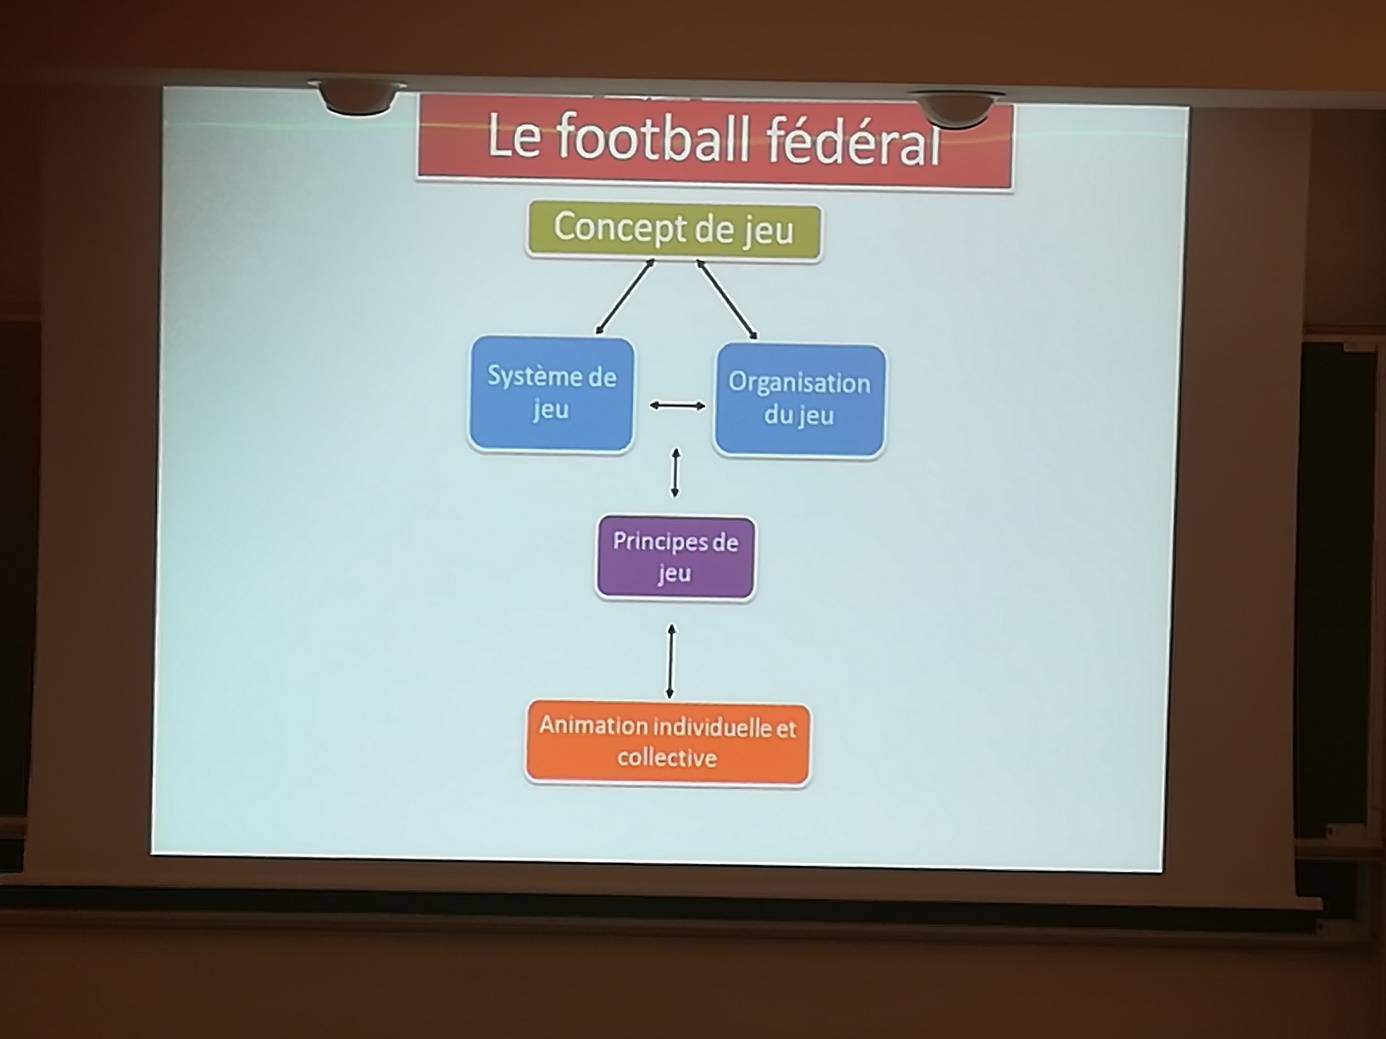 Le football fédéral
Concept de jeu
Système de
jeu
Organisation
du jeu
Principes de
jeu
Animation individuelle et
collective